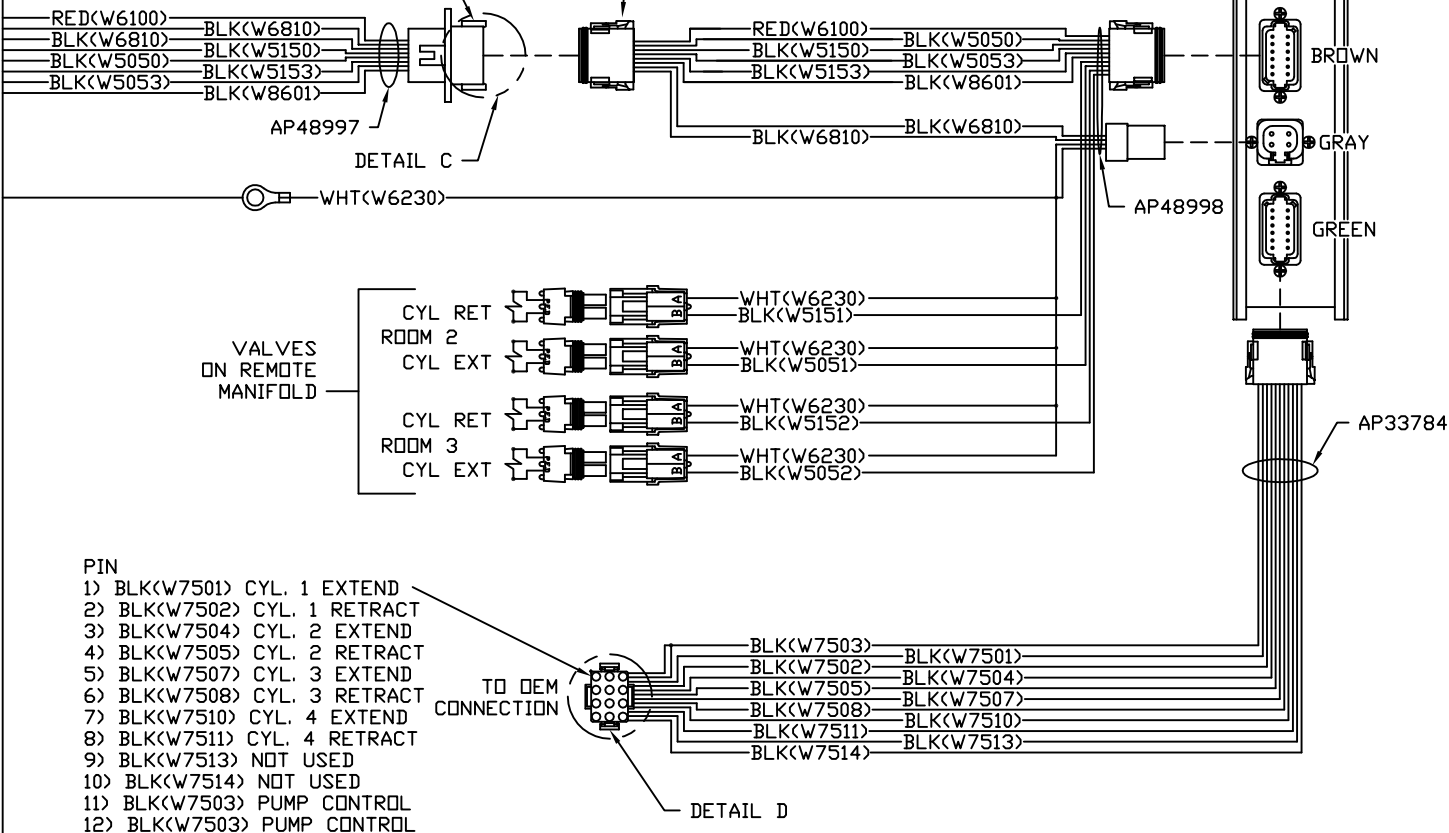 RED(W6100)
BLK(W6810)
BLK(W6810)
BLK(W5150)
BLK(W5050)
BLK(W5153)
BLK(W5053)
BLK(W8601)
AP48997
DETAIL C
RED(W6100)
BLK(W5050)
BLK(W5150)
BLK(W5053)
BLK(W5153)
BLK(W8601)
BLK(W6810)
BLK(W6810)
BROWN
GRAY
GREEN
WHT(W6230)
AP48998
VALVES
ON REMOTE
MANIFOLD
CYL RET
ROOM 2
CYL EXT
CYL RET
ROOM 3
CYL EXT
A
B
WHT(W6230)
BLK(W5151)
A
B
WHT(W6230)
BLK(W5051)
A
B
WHT(W6230)
BLK(W5152)
A
B
WHT(W6230)
BLK(W5052)
AP33784
PIN
1) BLK(W7501) CYL. 1 EXTEND
2) BLK(W7502) CYL. 1 RETRACT
3) BLK(W7504) CYL. 2 EXTEND
4) BLK(W7505) CYL. 2 RETRACT
5) BLK(W7507) CYL. 3 EXTEND
6) BLK(W7508) CYL. 3 RETRACT
7) BLK(W7510) CYL. 4 EXTEND
8) BLK(W7511) CYL. 4 RETRACT
9) BLK(W7513) NOT USED
10) BLK(W7514) NOT USED
11) BLK(W7503) PUMP CONTROL
12) BLK(W7503) PUMP CONTROL
TO OEM
CONNECTION
BLK(W7503)
BLK(W7501)
BLK(W7502)
BLK(W7504)
BLK(W7505)
BLK(W7507)
BLK(W7508)
BLK(W7510)
BLK(W7511)
BLK(W7513)
BLK(W7514)
DETAIL D